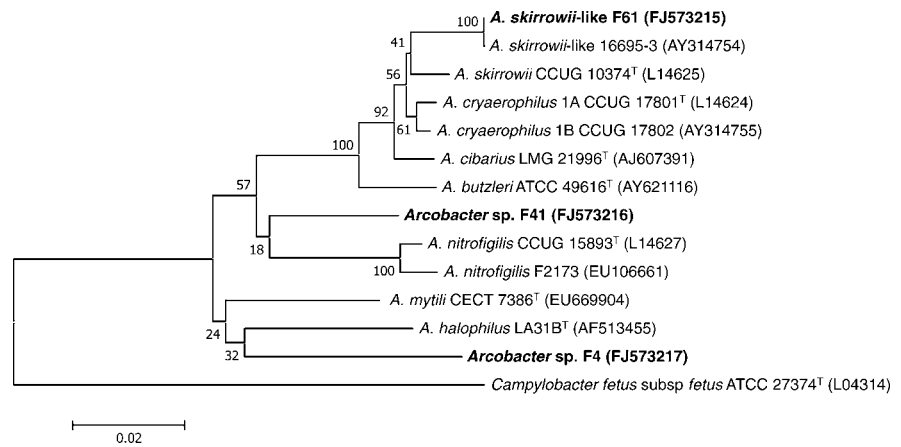 100
A. skirrowii-like F61 (FJ573215)
A. skirrowii-like 16695-3 (AY314754)
41
A. skirrowii CCUG 10374ᵀ (L14625)
56
A. cryaerophilus 1A CCUG 17801ᵀ (L14624)
92
61
A. cryaerophilus 1B CCUG 17802 (AY314755)
100
A. cibarius LMG 21996ᵀ (AJ607391)
57
A. butzleri ATCC 49616ᵀ (AY621116)
Arcobacter sp. F41 (FJ573216)
18
A. nitrofigilis CCUG 15893ᵀ (L14627)
100
A. nitrofigilis F2173 (EU106661)
A. mytili CECT 7386ᵀ (EU669904)
24
A. halophilus LA31Bᵀ (AF513455)
32
Arcobacter sp. F4 (FJ573217)
Campylobacter fetus subsp fetus ATCC 27374ᵀ (L04314)
0.02